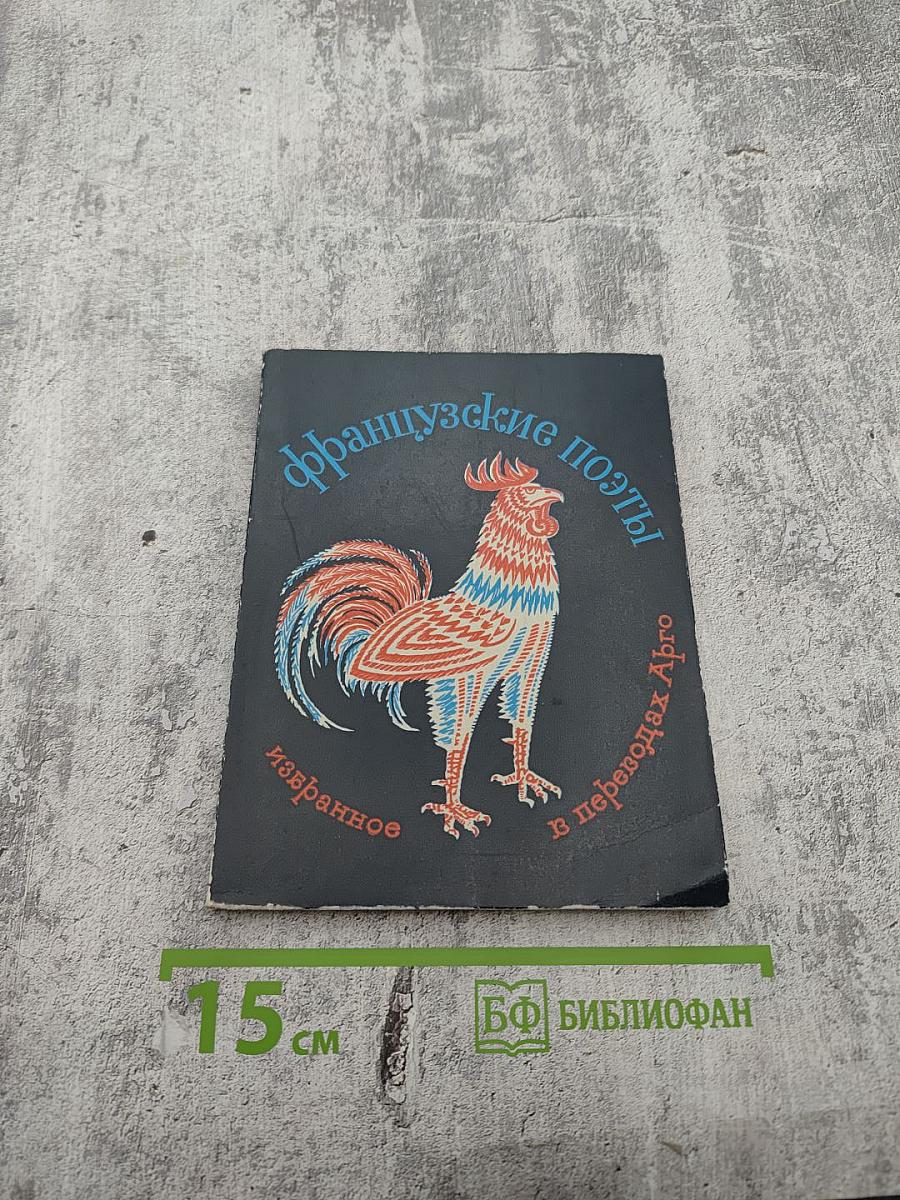 французские поэты
избранное
в переводах Арго
15 см
БФ БИБЛИОФАН